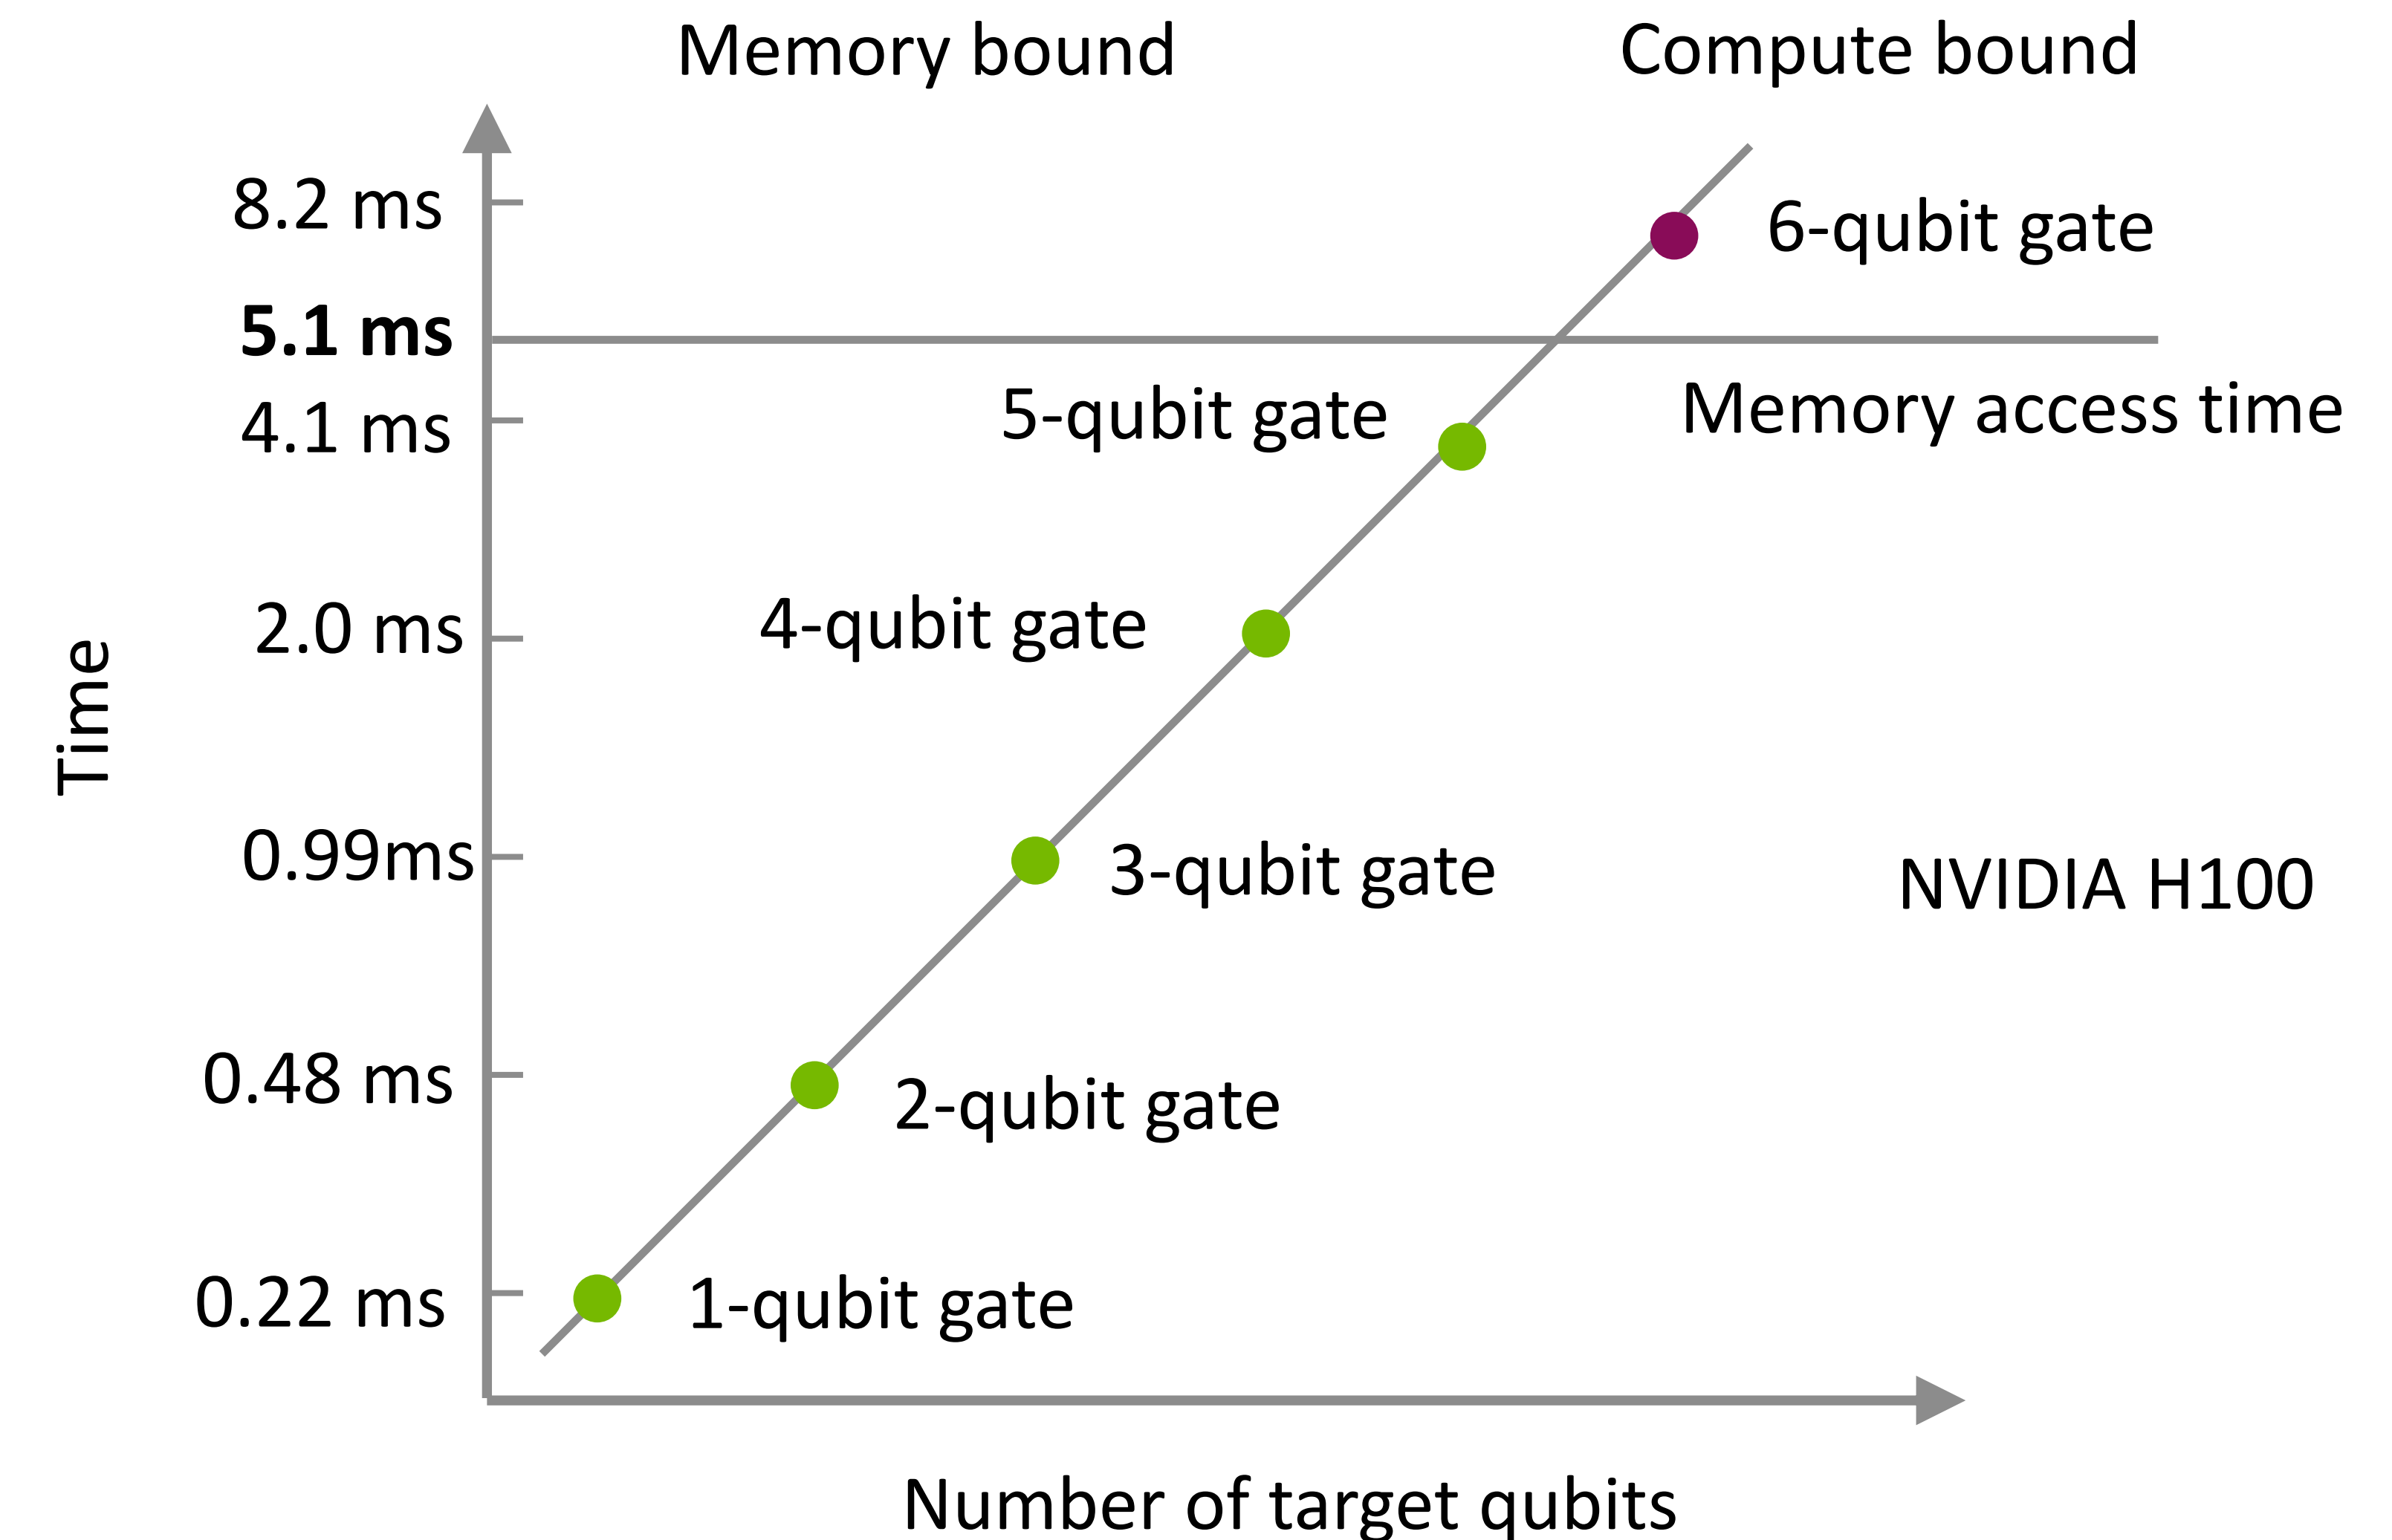 Memory bound
Compute bound
8.2 ms
6-qubit gate
5.1 ms
4.1 ms
5-qubit gate
Memory access time
2.0 ms
4-qubit gate
Time
0.99ms
3-qubit gate
NVIDIA H100
0.48 ms
2-qubit gate
0.22 ms
1-qubit gate
Number of target qubits